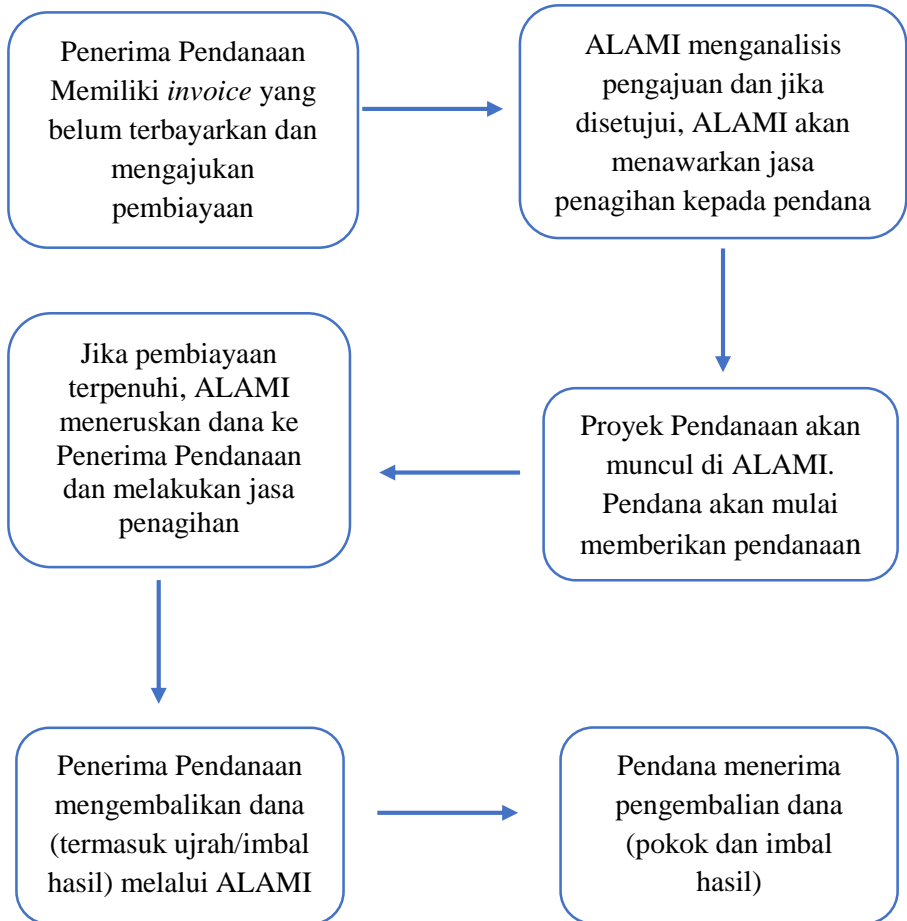 Penerima Pendanaan
Memiliki invoice yang
belum terbayarkan dan
mengajukan
pembiayaan
ALAMI menganalisis
pengajuan dan jika
disetujui, ALAMI akan
menawarkan jasa
penagihan kepada pendana
Proyek Pendanaan akan
muncul di ALAMI.
Pendana akan mulai
memberikan pendanaan
Jika pembiayaan
terpenuhi, ALAMI
meneruskan dana ke
Penerima Pendanaan
dan melakukan jasa
penagihan
Penerima Pendanaan
mengembalikan dana
(termasuk ujrah/imbal
hasil) melalui ALAMI
Pendana menerima
pengembalian dana
(pokok dan imbal
hasil)